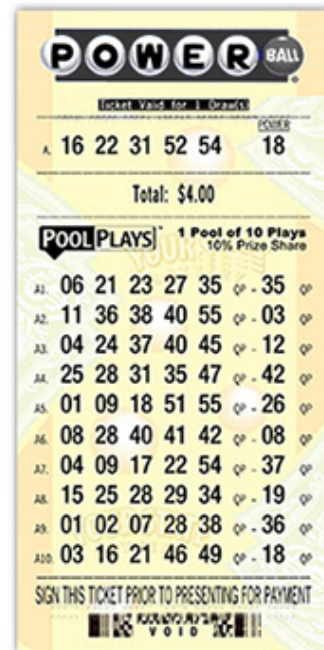 POWER BALL
Ticket Valid for 1 Draw(s)
POWER
A. 16 22 31 52 54 18
Total: $4.00
POOL PLAYS™ 1 Pool of 10 Plays
10% Prize Share
A1. 06 21 23 27 35 QP - 35 QP
A2. 11 36 38 40 55 QP - 03 QP
A3. 04 24 37 40 45 QP - 12 QP
A4. 25 28 31 35 47 QP - 42 QP
A5. 01 09 18 51 55 QP - 26 QP
A6. 08 28 40 41 42 QP - 08 QP
A7. 04 09 17 22 54 QP - 37 QP
A8. 15 25 28 29 34 QP - 19 QP
A9. 01 02 07 28 38 QP - 36 QP
A10. 03 16 21 46 49 QP - 18 QP
SIGN THIS TICKET PRIOR TO PRESENTING FOR PAYMENT
VOID